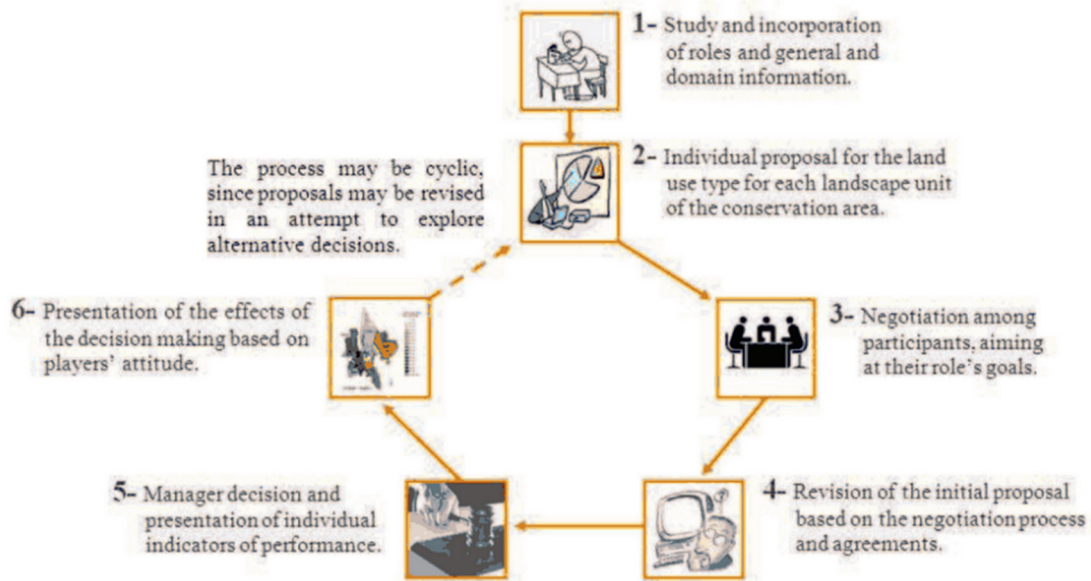 1- Study and incorporation
of roles and general and
domain information.
2- Individual proposal for the land
use type for each landscape unit
of the conservation area.
The process may be cyclic,
since proposals may be revised
in an attempt to explore
alternative decisions.
3- Negotiation among
participants, aiming
at their role's goals.
4- Revision of the initial proposal
based on the negotiation process
and agreements.
5- Manager decision and
presentation of individual
indicators of performance.
6- Presentation of the effects of
the decision making based on
players' attitude.